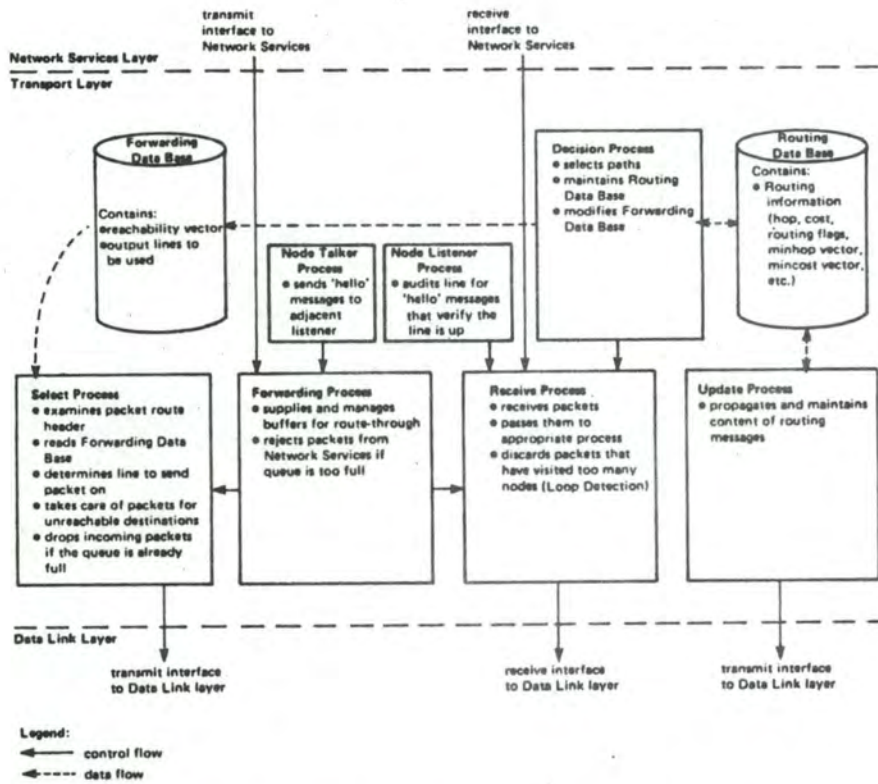 transmit
interface to
Network Services
receive
interface to
Network Services
Network Services Layer
Transport Layer
Forwarding
Data Base
Contains:
● reachability vector
● output lines to
be used
Node Talker
Process
● sends 'hello'
messages to
adjacent
listener
Node Listener
Process
● audits line for
'hello' messages
that verify the
line is up
Decision Process
● selects paths
● maintains Routing
Data Base
● modifies Forwarding
Data Base
Routing
Data Base
Contains:
● Routing
information
(hop, cost,
routing flags,
minhop vector,
mincost vector,
etc.)
Select Process
● examines packet route
header
● reads Forwarding Data
Base
● determines line to send
packet on
● takes care of packets for
unreachable destinations
● drops incoming packets
if the queue is already
full
Forwarding Process
● supplies and manages
buffers for route-through
● rejects packets from
Network Services if
queue is too full
Receive Process
● receives packets
● passes them to
appropriate process
● discards packets that
have visited too many
nodes (Loop Detection)
Update Process
● propagates and maintains
content of routing
messages
Data Link Layer
transmit interface
to Data Link layer
receive interface
to Data Link layer
transmit interface
to Data Link layer
Legend:
control flow
data flow